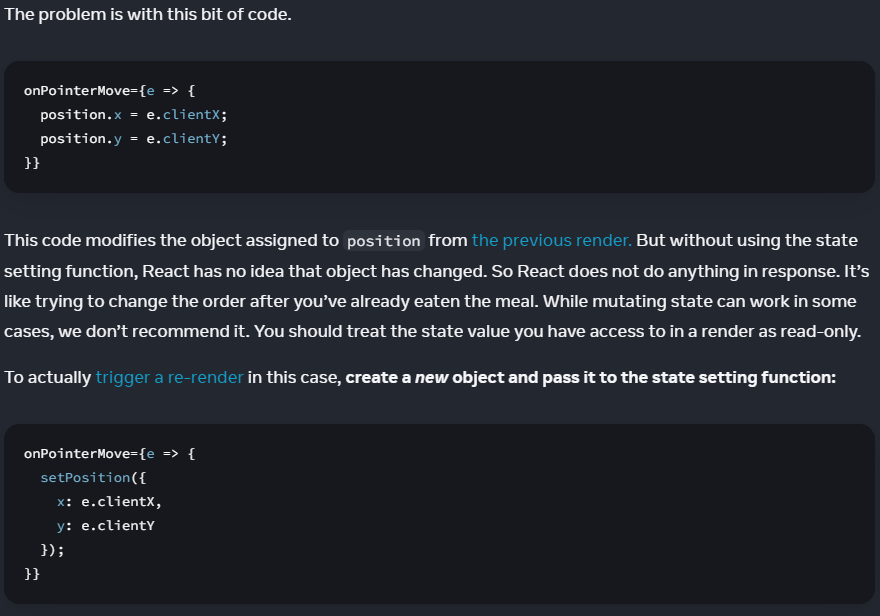 The problem is with this bit of code.
onPointerMove={e => {
  position.x = e.clientX;
  position.y = e.clientY;
}}
This code modifies the object assigned to position from the previous render. But without using the state
setting function, React has no idea that object has changed. So React does not do anything in response. It’s
like trying to change the order after you’ve already eaten the meal. While mutating state can work in some
cases, we don’t recommend it. You should treat the state value you have access to in a render as read-only.
To actually trigger a re-render in this case, create a new object and pass it to the state setting function:
onPointerMove={e => {
  setPosition({
    x: e.clientX,
    y: e.clientY
  });
}}